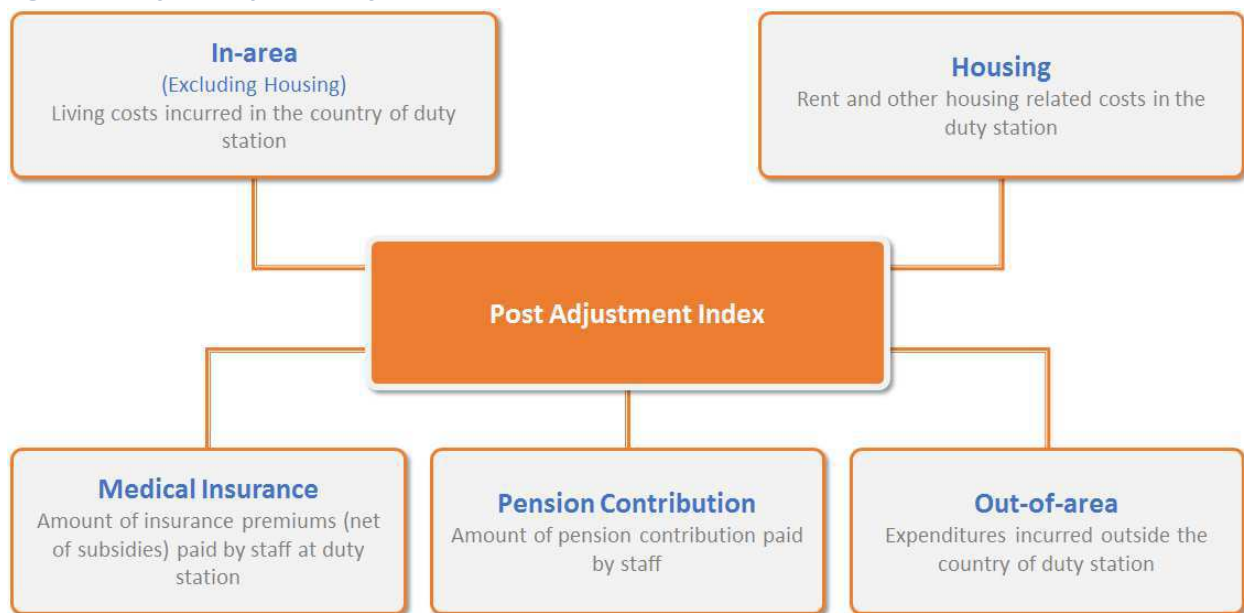 In-area
(Excluding Housing)
Living costs incurred in the country of duty
station
Housing
Rent and other housing related costs in the
duty station
Post Adjustment Index
Medical Insurance
Amount of insurance premiums (net
of subsidies) paid by staff at duty
station
Pension Contribution
Amount of pension contribution paid
by staff
Out-of-area
Expenditures incurred outside the
country of duty station